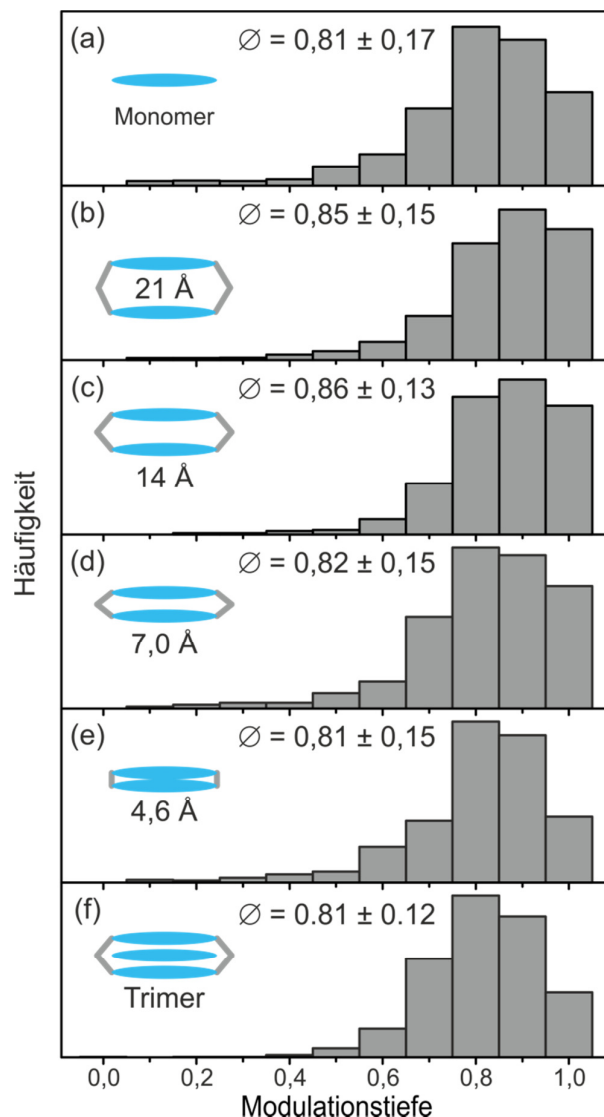 (a)
∅ = 0,81 ± 0,17
Monomer
(b)
∅ = 0,85 ± 0,15
21 Å
(c)
∅ = 0,86 ± 0,13
14 Å
Häufigkeit
(d)
∅ = 0,82 ± 0,15
7,0 Å
(e)
∅ = 0,81 ± 0,15
4,6 Å
(f)
∅ = 0.81 ± 0.12
Trimer
0,0 0,2 0,4 0,6 0,8 1,0
Modulationstiefe